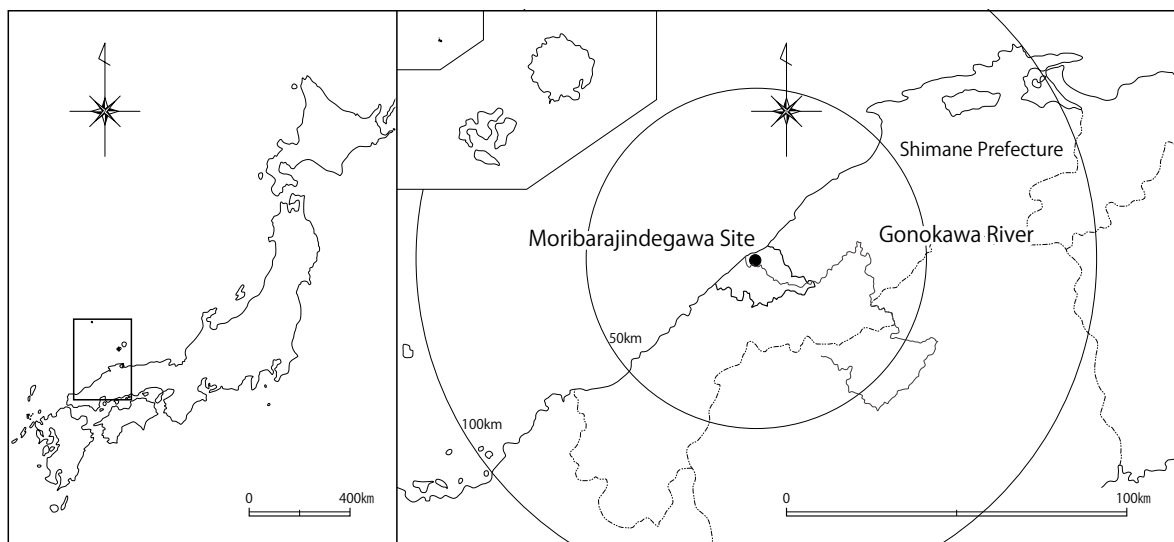 0
400km
Shimane Prefecture
Moribarajindegawa Site
Gonokawa River
50km
100km
0
100km